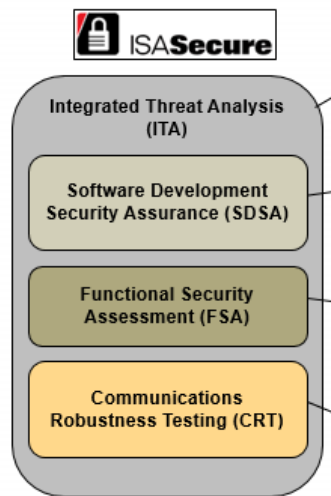 ISASecure
Integrated Threat Analysis
(ITA)
Software Development
Security Assurance (SDSA)
Functional Security
Assessment (FSA)
Communications
Robustness Testing (CRT)